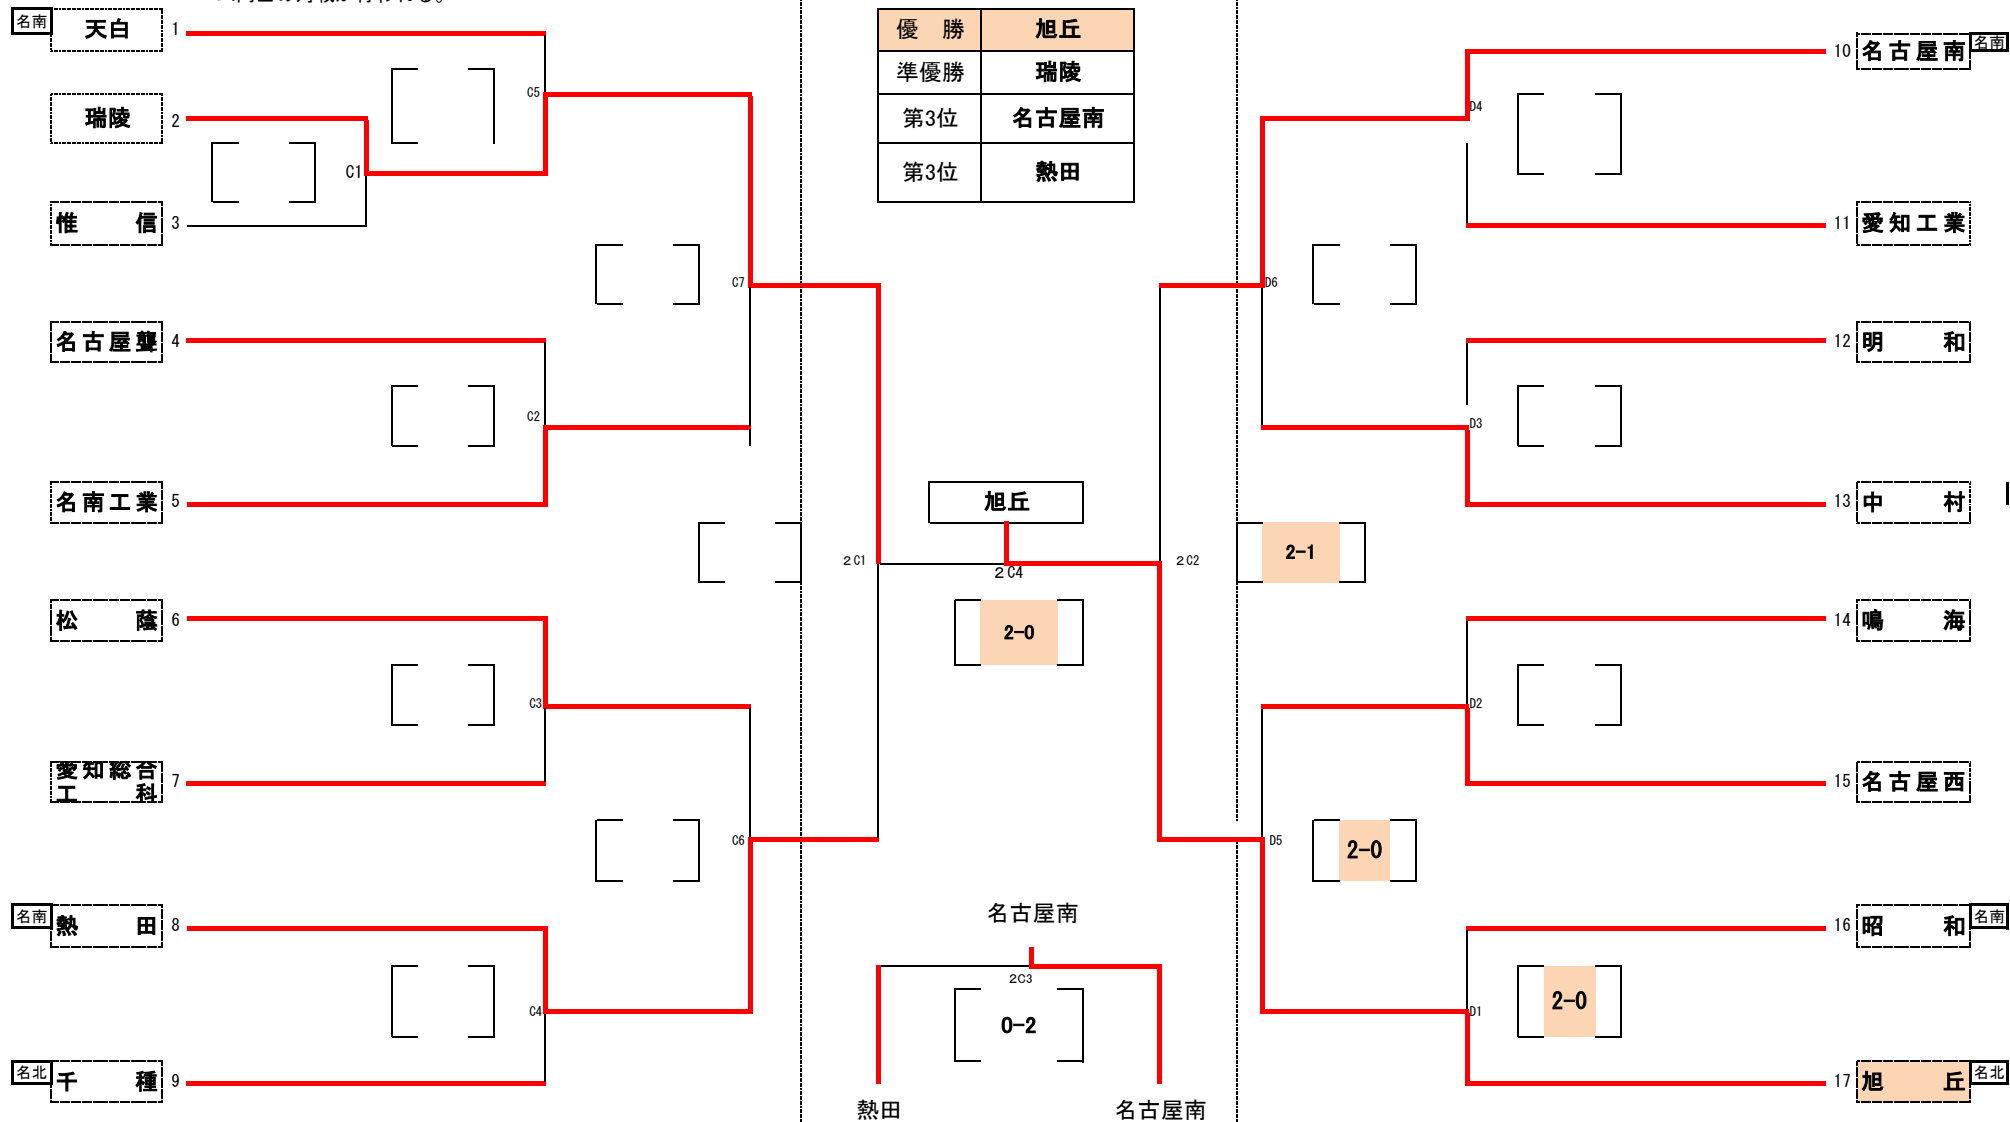 名南
天白 1
瑞陵 2
C1
惟信 3
C5
名古屋聾 4
C2
名南工業 5
C7
松蔭 6
C3
愛知総合
工科 7
C6
名南
熱田 8
C4
名北
千種 9
優勝 旭丘
準優勝 瑞陵
第3位 名古屋南
第3位 熱田
旭丘
2C1
2C4
2C2
2-1
2-0
名古屋南
2C3
0-2
熱田
名古屋南
10 名古屋南
名南
D4
11 愛知工業
D6
12 明和
D3
13 中村
14 鳴海
D2
15 名古屋西
D5
2-0
16 昭和
名南
D1
2-0
17 旭丘
名北